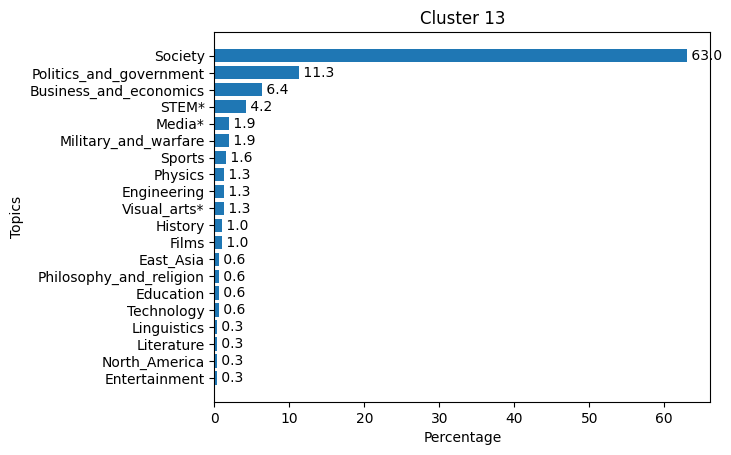 Cluster 13
Topics
Society 63.0
Politics_and_government 11.3
Business_and_economics 6.4
STEM* 4.2
Media* 1.9
Military_and_warfare 1.9
Sports 1.6
Physics 1.3
Engineering 1.3
Visual_arts* 1.3
History 1.0
Films 1.0
East_Asia 0.6
Philosophy_and_religion 0.6
Education 0.6
Technology 0.6
Linguistics 0.3
Literature 0.3
North_America 0.3
Entertainment 0.3
0 10 20 30 40 50 60
Percentage